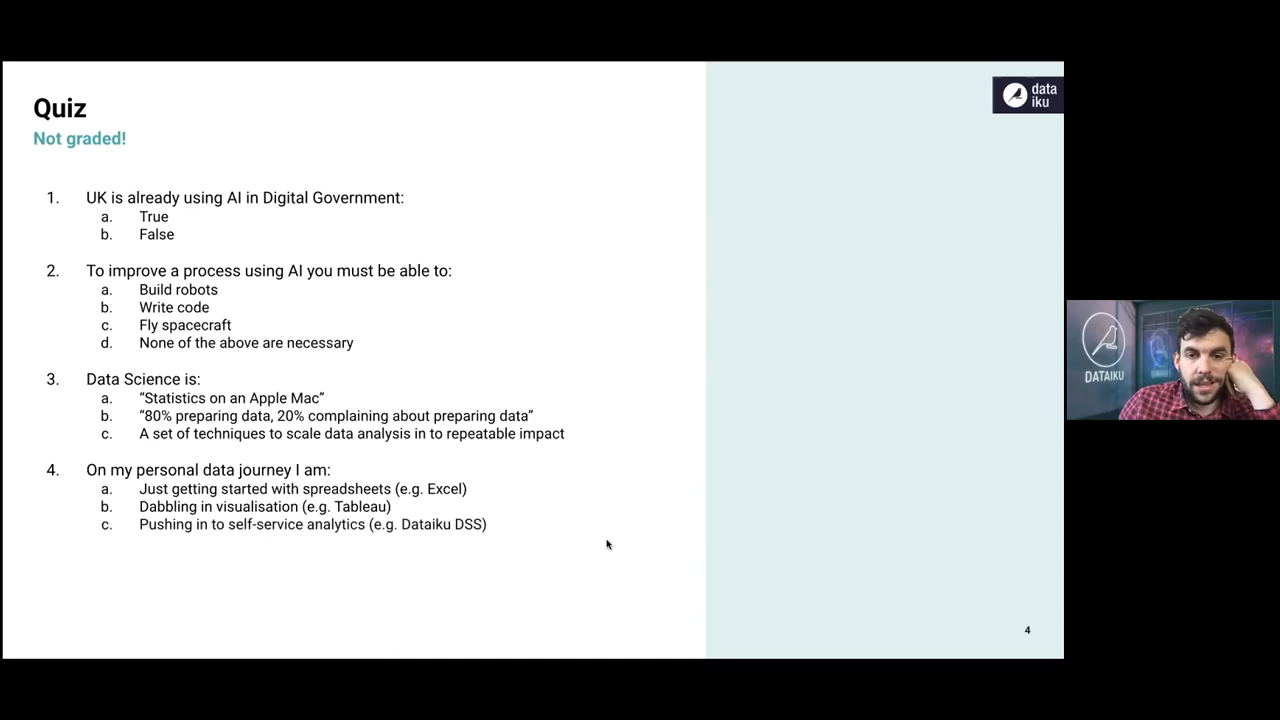 Quiz
Not graded!
1. UK is already using AI in Digital Government:
a. True
b. False
2. To improve a process using AI you must be able to:
a. Build robots
b. Write code
c. Fly spacecraft
d. None of the above are necessary
3. Data Science is:
a. “Statistics on an Apple Mac”
b. “80% preparing data, 20% complaining about preparing data”
c. A set of techniques to scale data analysis in to repeatable impact
4. On my personal data journey I am:
a. Just getting started with spreadsheets (e.g. Excel)
b. Dabbling in visualisation (e.g. Tableau)
c. Pushing in to self-service analytics (e.g. Dataiku DSS)
data
iku
4
DATAIKU